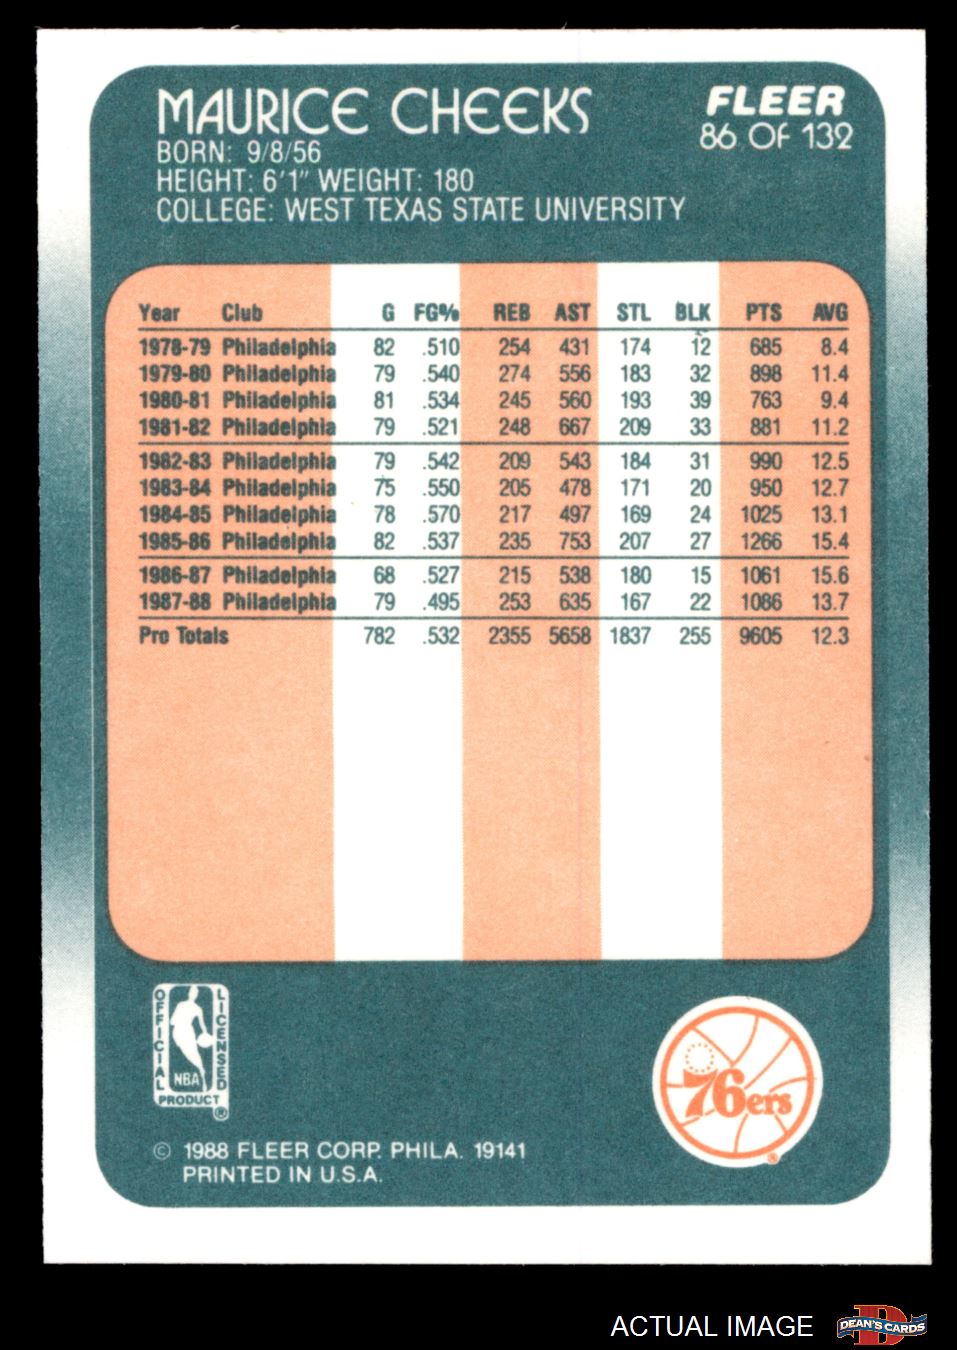 MAURICE CHEEKS
FLEER
86 OF 132
BORN: 9/8/56
HEIGHT: 6'1" WEIGHT: 180
COLLEGE: WEST TEXAS STATE UNIVERSITY
Year Club G FG% REB AST STL BLK PTS AVG
1978-79 Philadelphia 82 .510 254 431 174 12 685 8.4
1979-80 Philadelphia 79 .540 274 556 183 32 898 11.4
1980-81 Philadelphia 81 .534 245 560 193 39 763 9.4
1981-82 Philadelphia 79 .521 248 667 209 33 881 11.2
1982-83 Philadelphia 79 .542 209 543 184 31 990 12.5
1983-84 Philadelphia 75 .550 205 478 171 20 950 12.7
1984-85 Philadelphia 78 .570 217 497 169 24 1025 13.1
1985-86 Philadelphia 82 .537 235 753 207 27 1266 15.4
1986-87 Philadelphia 68 .527 215 538 180 15 1061 15.6
1987-88 Philadelphia 79 .495 253 635 167 22 1086 13.7
Pro Totals 782 .532 2355 5658 1837 255 9605 12.3
OFFICIAL LICENSED
NBA
PRODUCT
®
76ers
®
© 1988 FLEER CORP. PHILA. 19141
PRINTED IN U.S.A.
ACTUAL IMAGE
D
DEAN'S CARDS